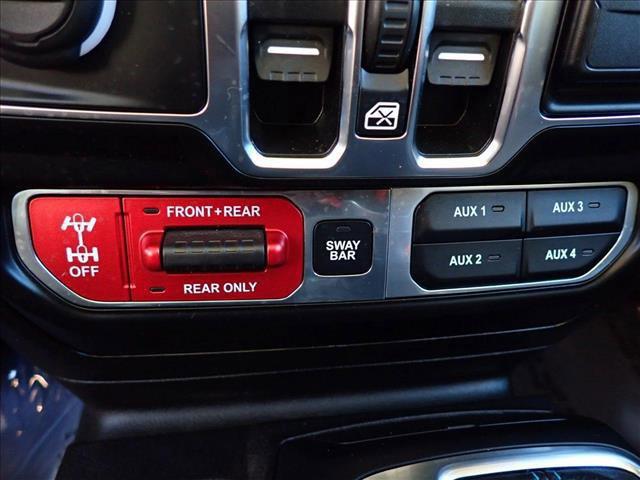 FRONT+REAR
OFF
REAR ONLY
SWAY
BAR
AUX 1
AUX 3
AUX 2
AUX 4